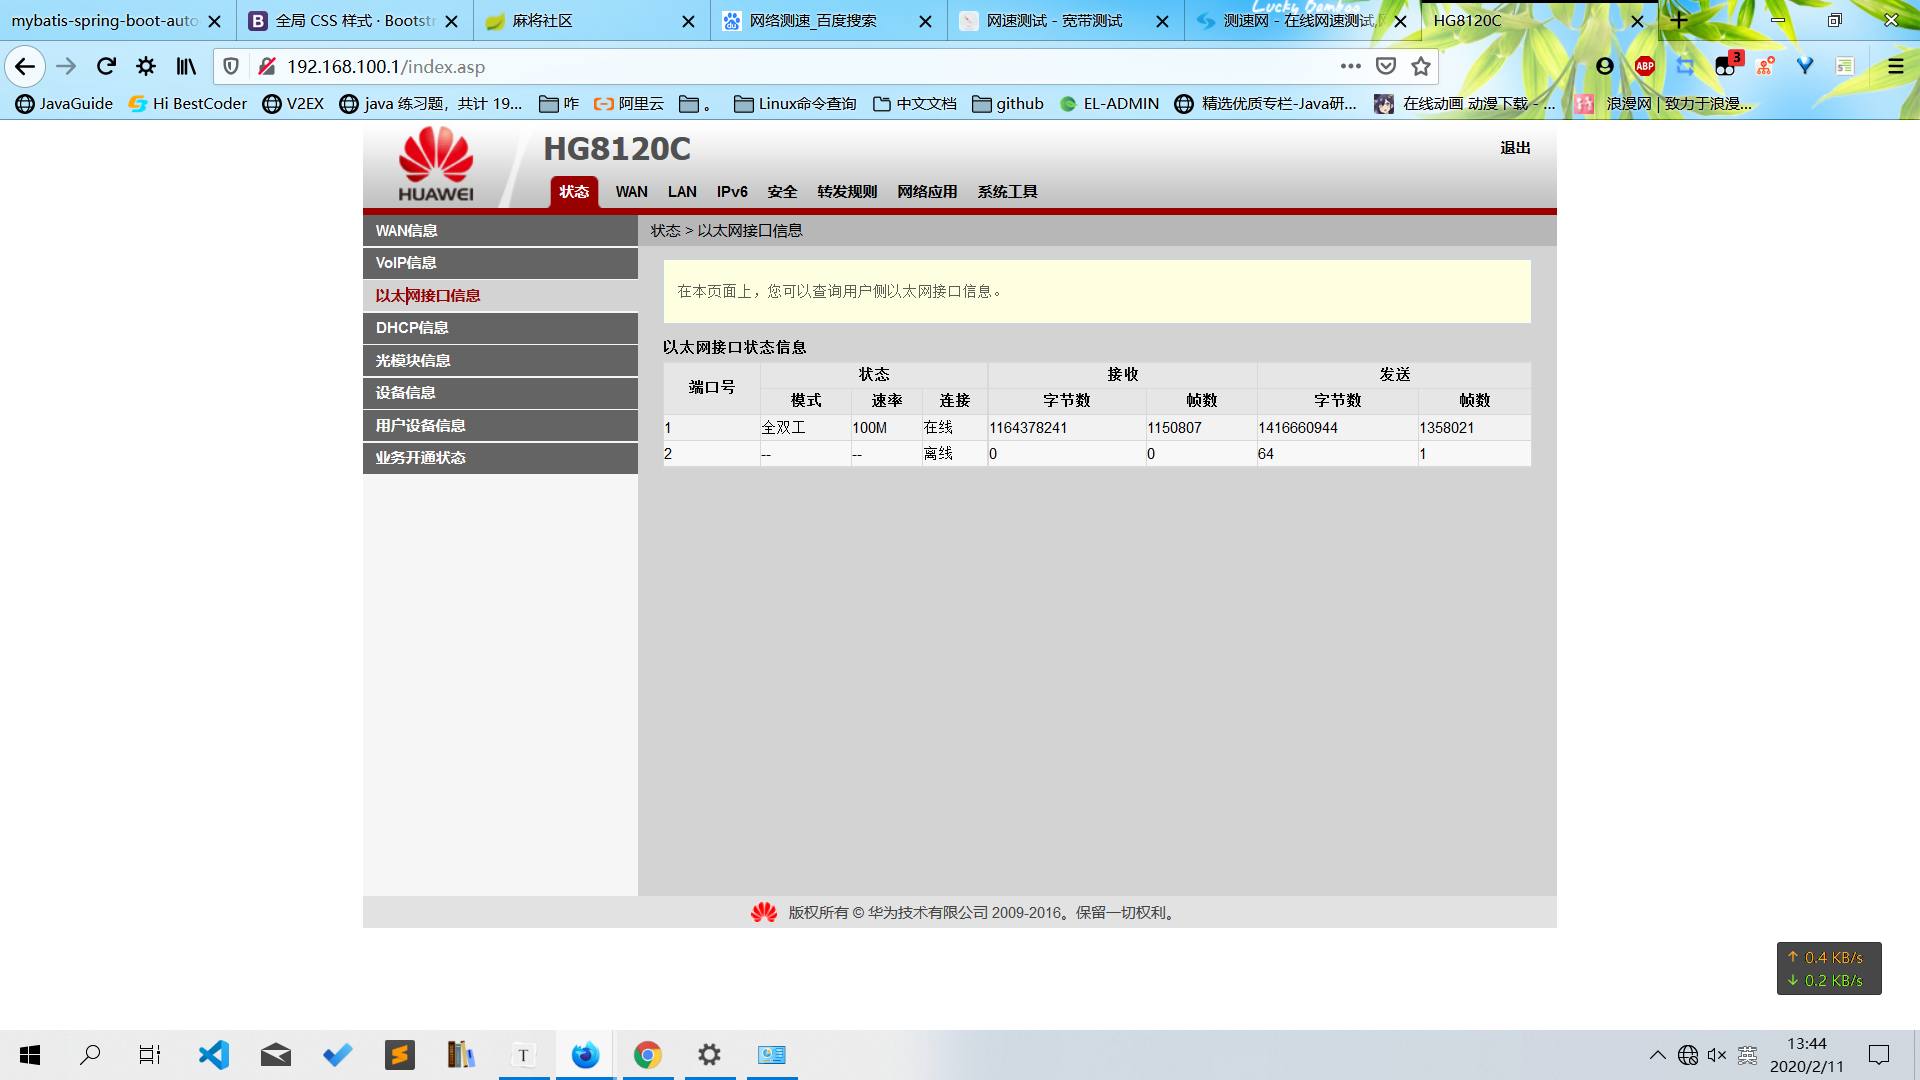 mybatis-spring-boot-auto
全局 CSS 样式 · Bootstr
麻将社区
网络测速_百度搜索
网速测试 - 宽带测试
测速网 - 在线网速测试,网
HG8120C
Lucky Bamboo
192.168.100.1/index.asp
ABP
3
JavaGuide
Hi BestCoder
V2EX
java 练习题，共计 19...
咋
阿里云
。
Linux命令查询
中文文档
github
EL-ADMIN
精选优质专栏-Java研...
在线动画 动漫下载 - ...
浪漫网 | 致力于浪漫...
HUAWEI
HG8120C
退出
状态 WAN LAN IPv6 安全 转发规则 网络应用 系统工具
WAN信息
VoIP信息
以太网接口信息
DHCP信息
光模块信息
设备信息
用户设备信息
业务开通状态
状态 > 以太网接口信息
在本页面上，您可以查询用户侧以太网接口信息。
以太网接口状态信息
端口号 状态 接收 发送
模式 速率 连接 字节数 帧数 字节数 帧数
1 全双工 100M 在线 1164378241 1150807 1416660944 1358021
2 -- -- 离线 0 0 64 1
版权所有 © 华为技术有限公司 2009-2016。保留一切权利。
↑ 0.4 KB/s
↓ 0.2 KB/s
T
英
13:44
2020/2/11